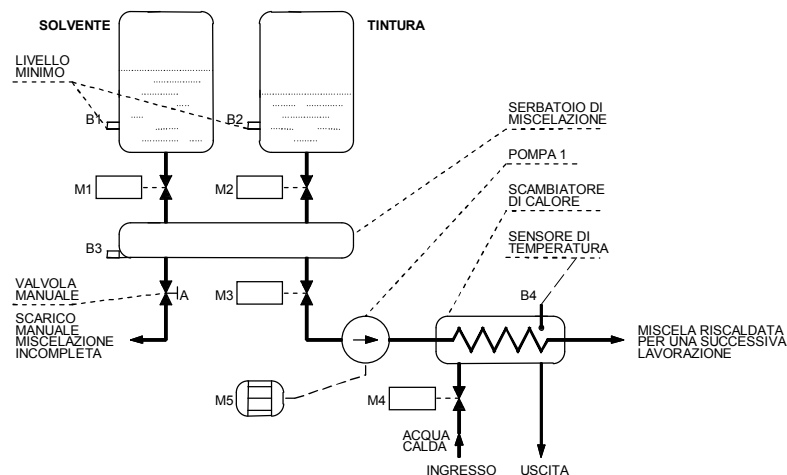 SOLVENTE
TINTURA
LIVELLO
MINIMO
B1
B2
SERBATOIO DI
MISCELAZIONE
POMPA 1
M1
M2
SCAMBIATORE
DI CALORE
B3
SENSORE DI
TEMPERATURA
VALVOLA
MANUALE
A
M3
B4
SCARICO
MANUALE
MISCELAZIONE
INCOMPLETA
MISCELA RISCALDATA
PER UNA SUCCESSIVA
LAVORAZIONE
M5
M4
ACQUA
CALDA
INGRESSO
USCITA